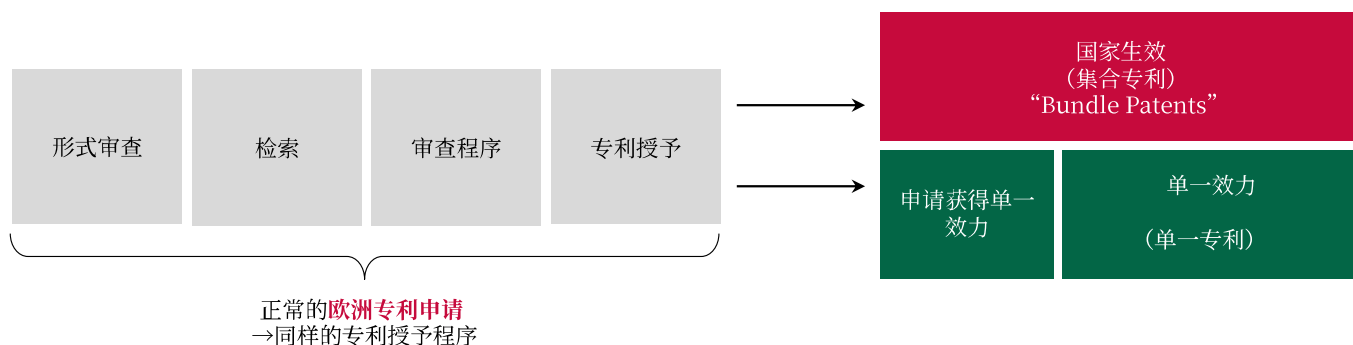 形式审查
检索
审查程序
专利授予
国家生效
（集合专利）
“Bundle Patents”
申请获得单一
效力
单一效力
（单一专利）
正常的欧洲专利申请
→同样的专利授予程序